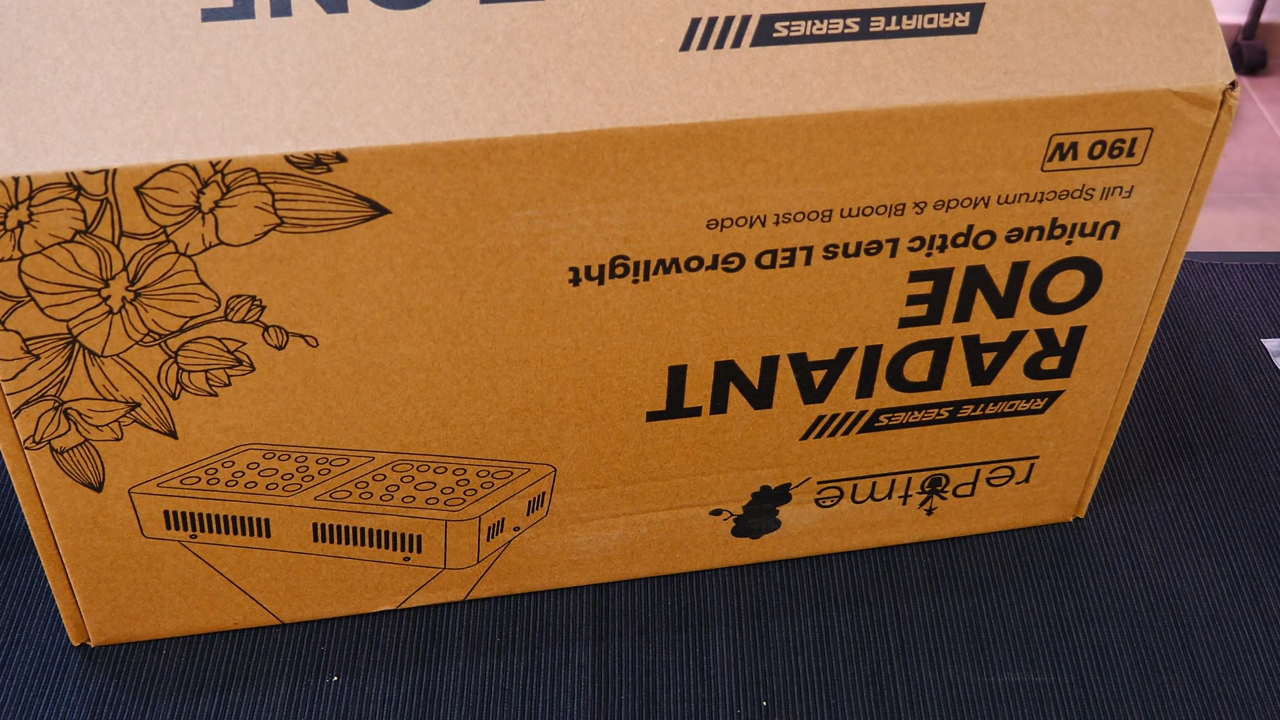 rePotme
RADIATE SERIES
RADIANT
ONE
Unique Optic Lens LED Growlight
Full Spectrum Mode & Bloom Boost Mode
190 W
RADIATE SERIES
ONE